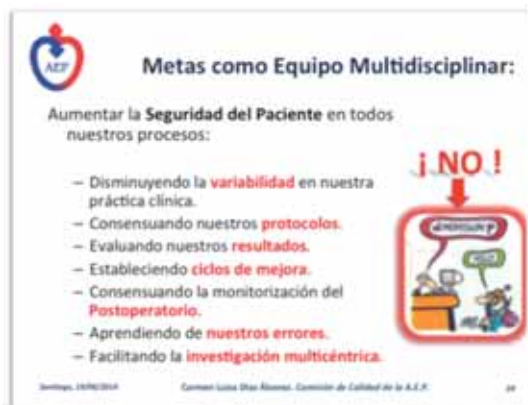 AEP
Metas como Equipo Multidisciplinar:
Aumentar la Seguridad del Paciente en todos
nuestros procesos:
– Disminuyendo la variabilidad en nuestra
práctica clínica.
– Consensuando nuestros protocolos.
– Evaluando nuestros resultados.
– Estableciendo ciclos de mejora.
– Consensuando la monitorización del
Postoperatorio.
– Aprendiendo de nuestros errores.
– Facilitando la investigación multicéntrica.
¡ NO !
Carmen Luisa Díaz Álvarez. Comisión de Calidad de la A.E.P.